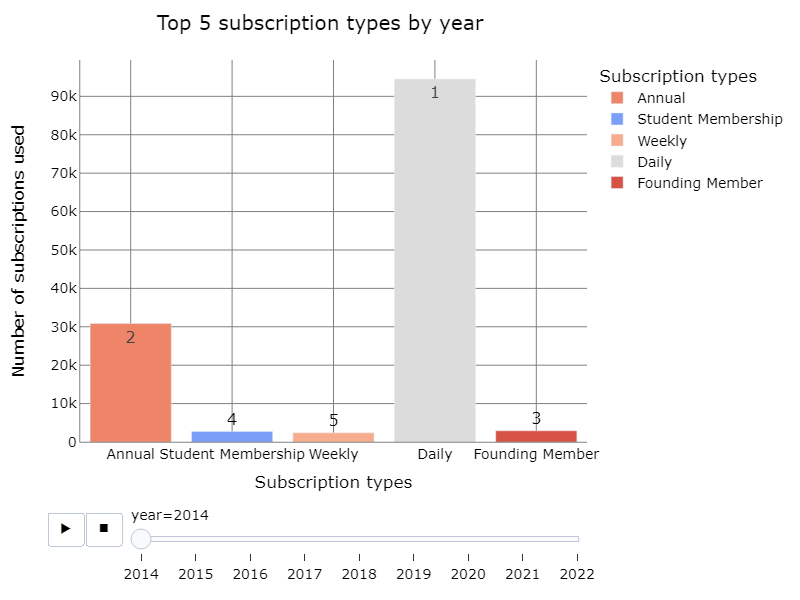 Top 5 subscription types by year
Number of subscriptions used
90k
80k
70k
60k
50k
40k
30k
20k
10k
0
1
2
4
5
3
Annual Student Membership Weekly Daily Founding Member
Subscription types
Subscription types
Annual
Student Membership
Weekly
Daily
Founding Member
year=2014
2014 2015 2016 2017 2018 2019 2020 2021 2022